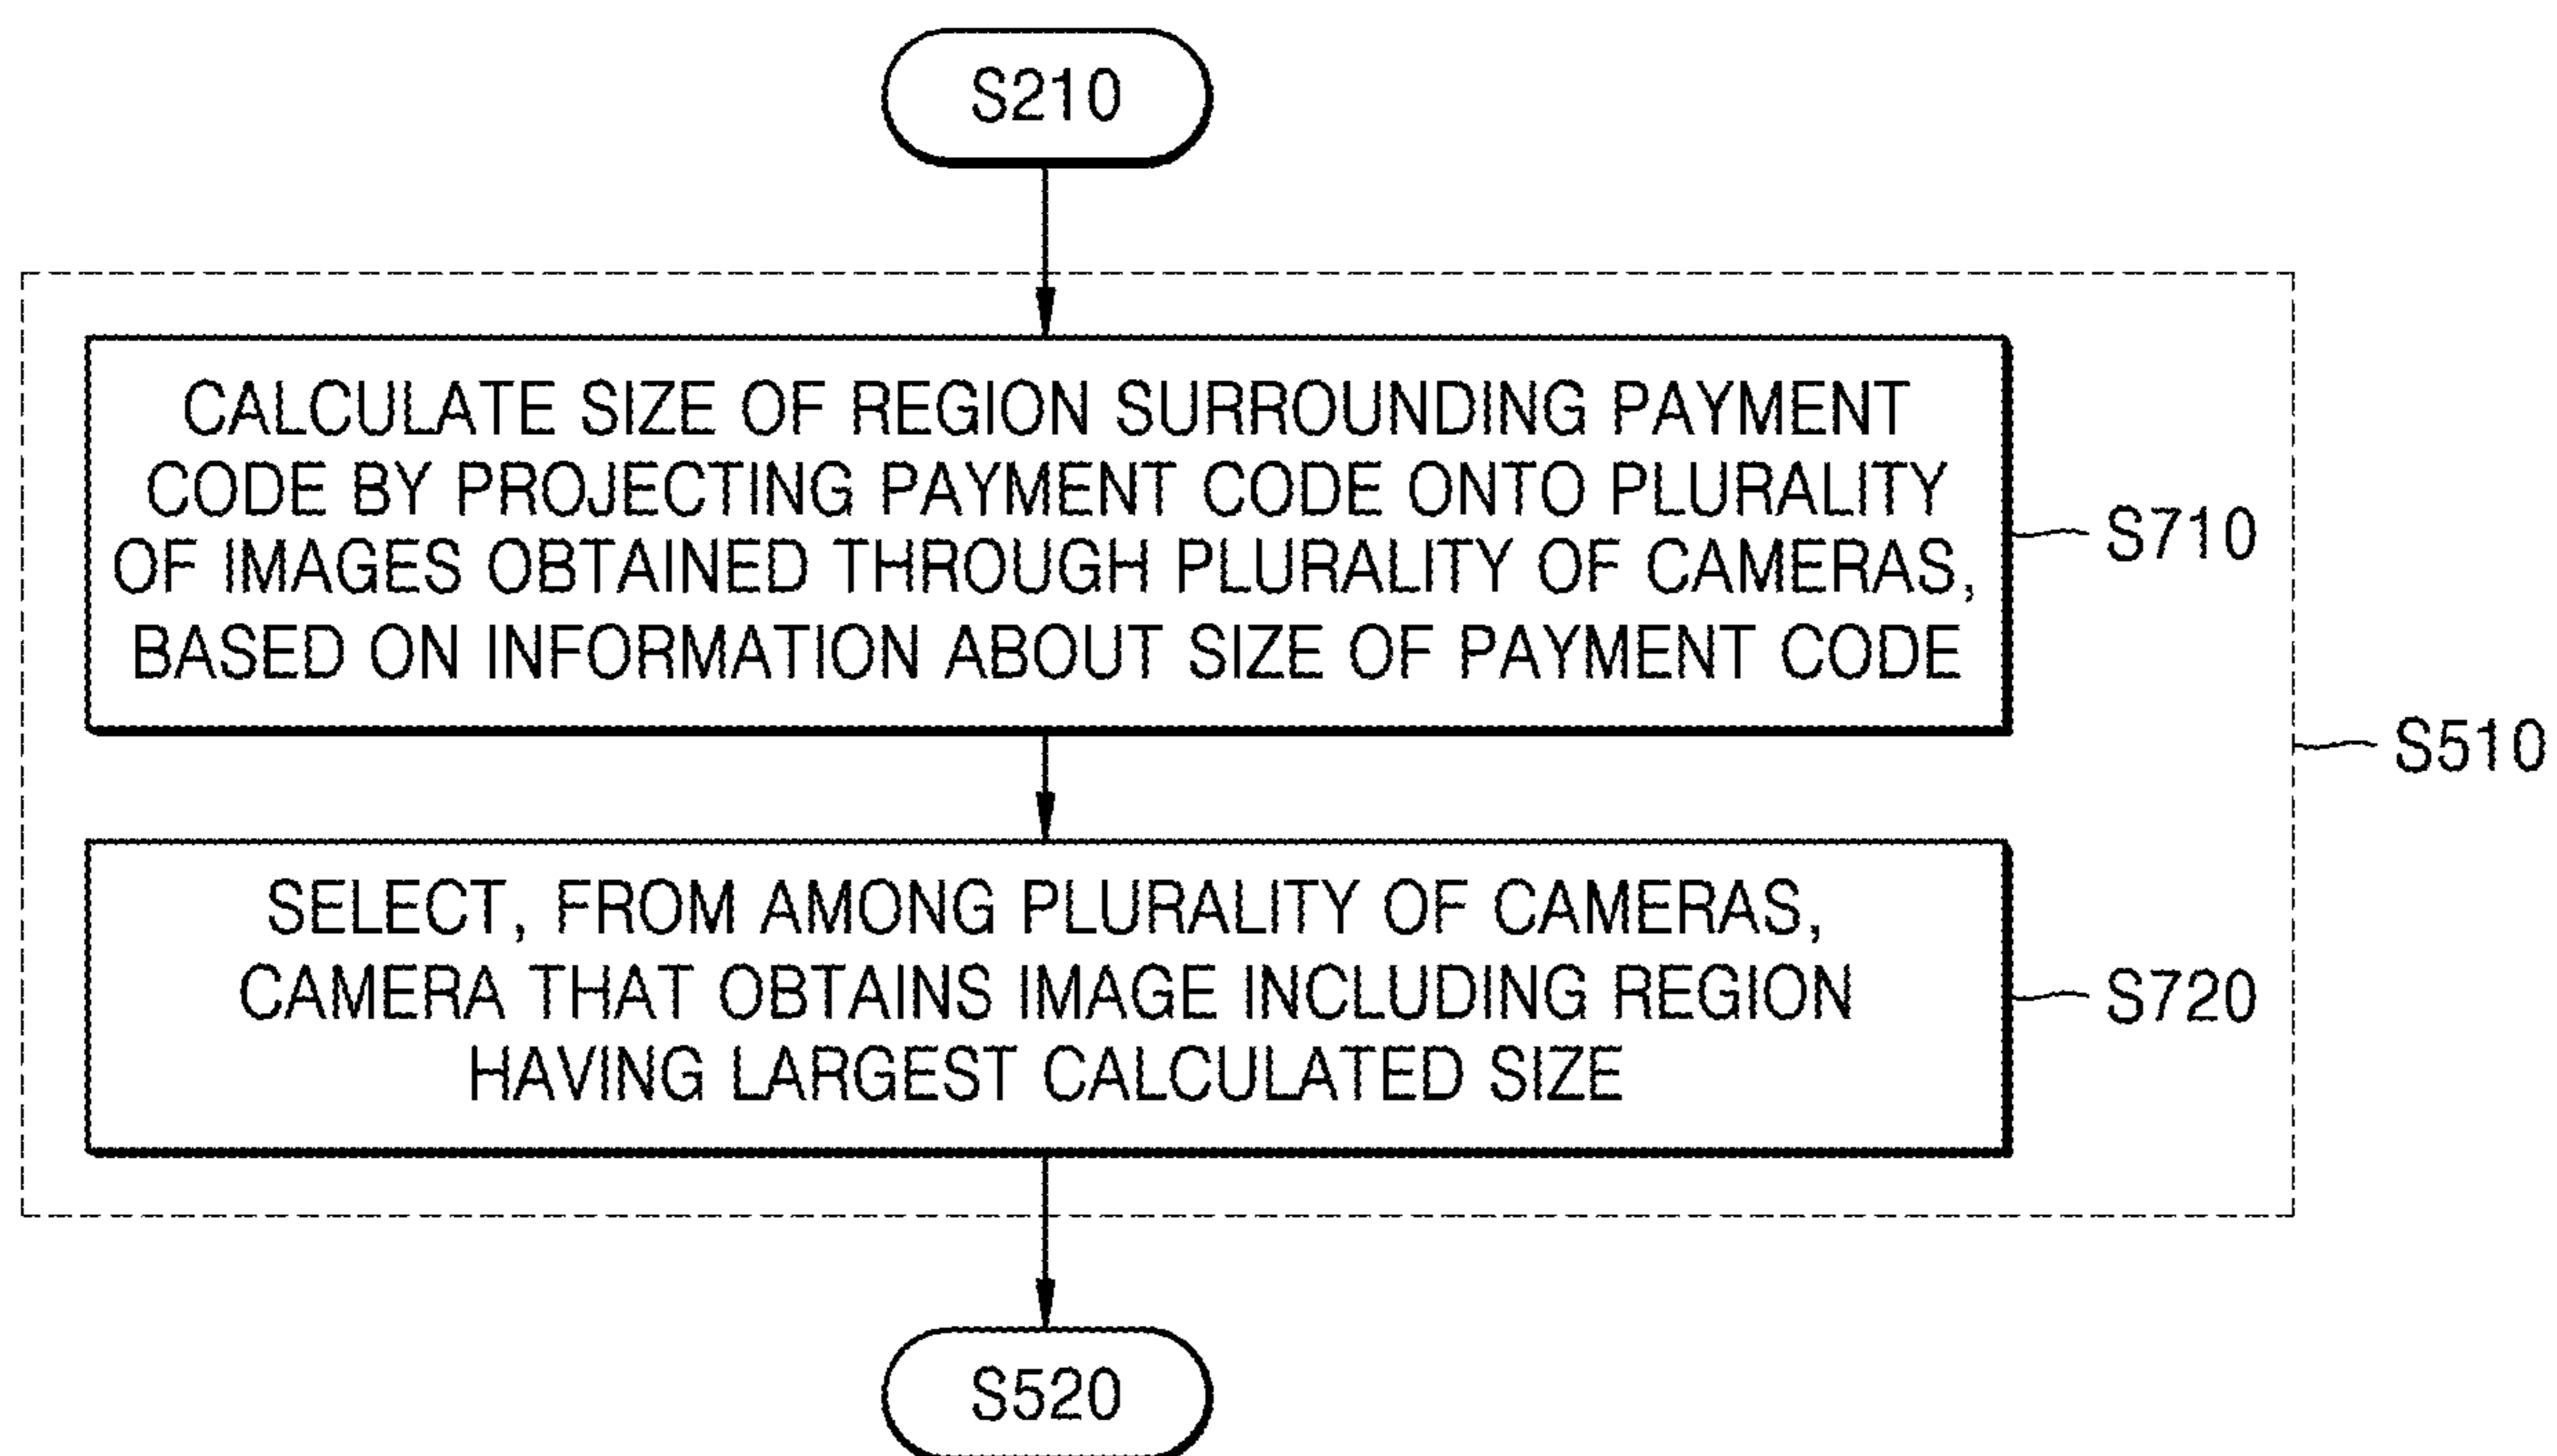 S210
CALCULATE SIZE OF REGION SURROUNDING PAYMENT
CODE BY PROJECTING PAYMENT CODE ONTO PLURALITY
OF IMAGES OBTAINED THROUGH PLURALITY OF CAMERAS,
BASED ON INFORMATION ABOUT SIZE OF PAYMENT CODE
S710
S510
SELECT, FROM AMONG PLURALITY OF CAMERAS,
CAMERA THAT OBTAINS IMAGE INCLUDING REGION
HAVING LARGEST CALCULATED SIZE
S720
S520